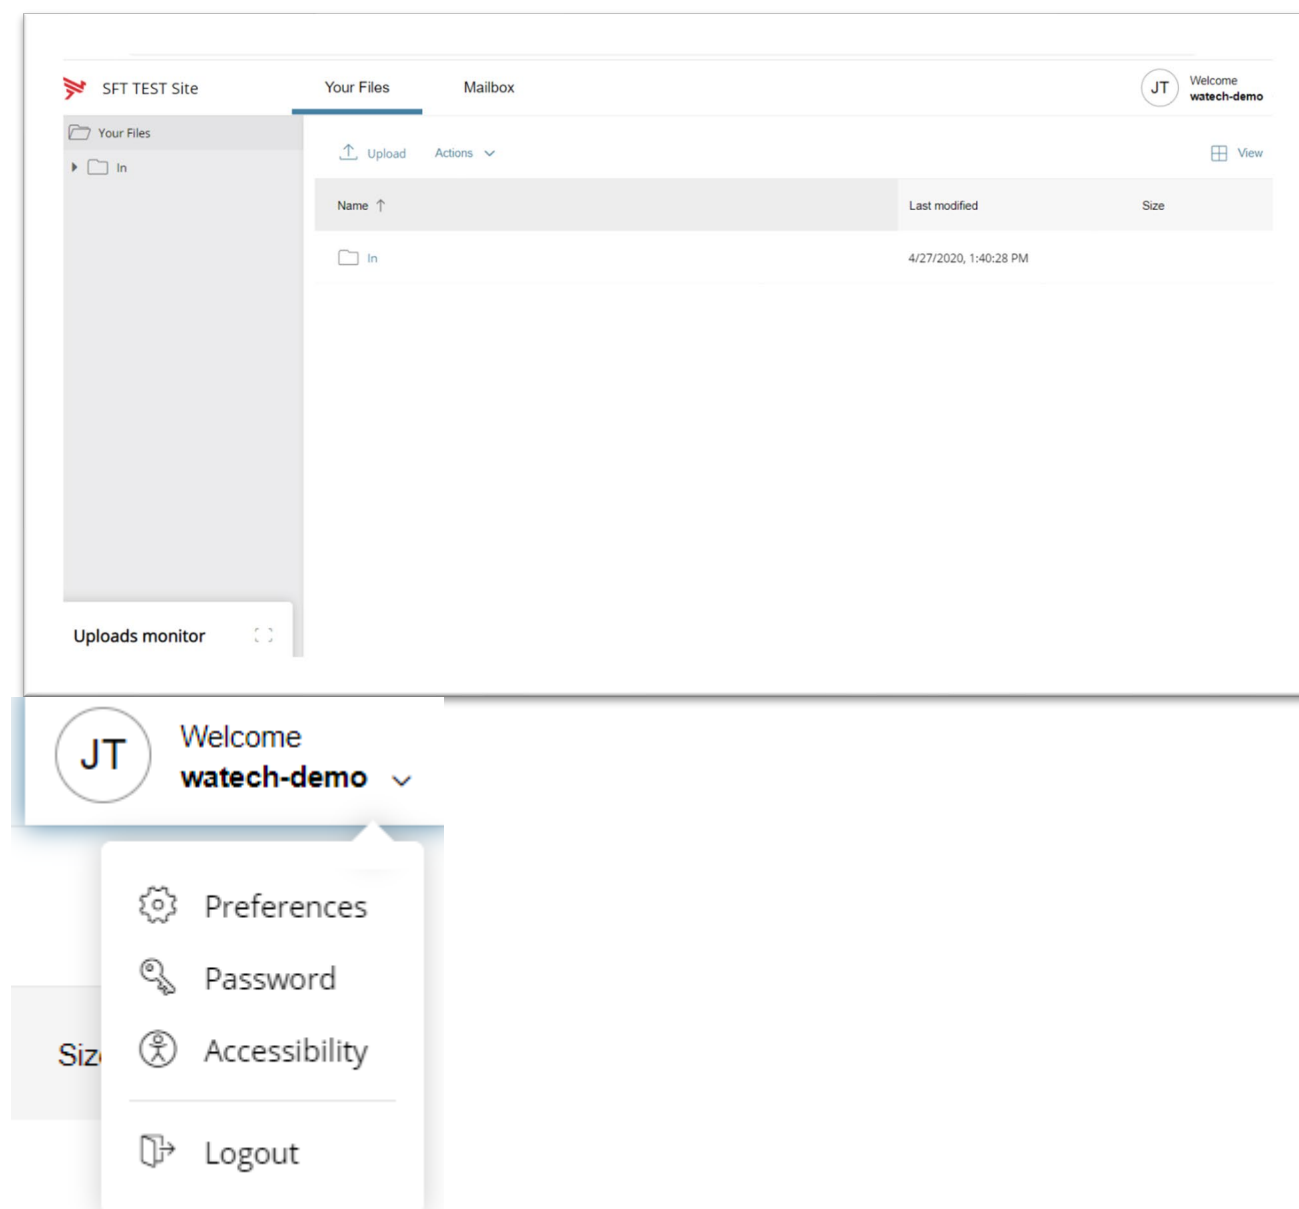 SFT TEST Site Your Files Mailbox JT Welcome
watech-demo
Your Files
Upload Actions View
In
Name Last modified Size
In 4/27/2020, 1:40:28 PM
Uploads monitor
JT Welcome
watech-demo
Preferences
Password
Accessibility
Siz
Logout